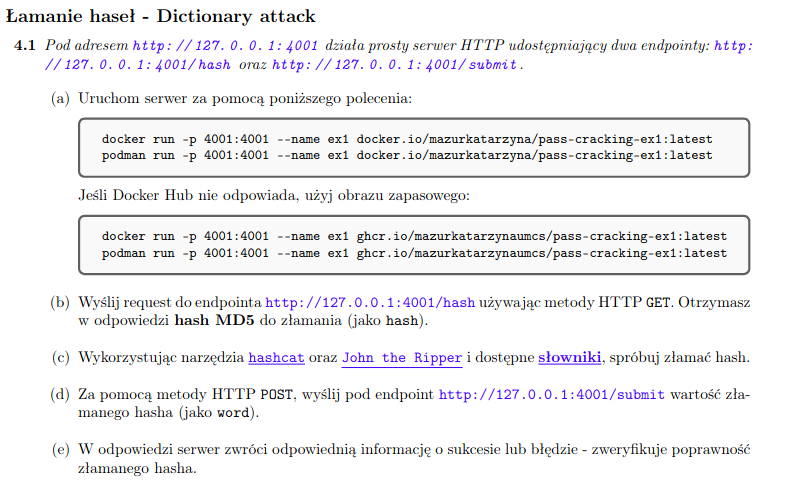 Łamanie haseł - Dictionary attack
4.1 Pod adresem http://127.0.0.1:4001 działa prosty serwer HTTP udostępniający dwa endpointy: http:
//127.0.0.1:4001/hash oraz http://127.0.0.1:4001/submit.
(a) Uruchom serwer za pomocą poniższego polecenia:
docker run -p 4001:4001 --name ex1 docker.io/mazurkatarzyna/pass-cracking-ex1:latest
podman run -p 4001:4001 --name ex1 docker.io/mazurkatarzyna/pass-cracking-ex1:latest
Jeśli Docker Hub nie odpowiada, użyj obrazu zapasowego:
docker run -p 4001:4001 --name ex1 ghcr.io/mazurkatarzynaumcs/pass-cracking-ex1:latest
podman run -p 4001:4001 --name ex1 ghcr.io/mazurkatarzynaumcs/pass-cracking-ex1:latest
(b) Wyślij request do endpointa http://127.0.0.1:4001/hash używając metody HTTP GET. Otrzymasz
w odpowiedzi hash MD5 do złamania (jako hash).
(c) Wykorzystując narzędzia hashcat oraz John the Ripper i dostępne słowniki, spróbuj złamać hash.
(d) Za pomocą metody HTTP POST, wyślij pod endpoint http://127.0.0.1:4001/submit wartość zła-
manego hasha (jako word).
(e) W odpowiedzi serwer zwróci odpowiednią informację o sukcesie lub błędzie - zweryfikuje poprawność
złamanego hasha.